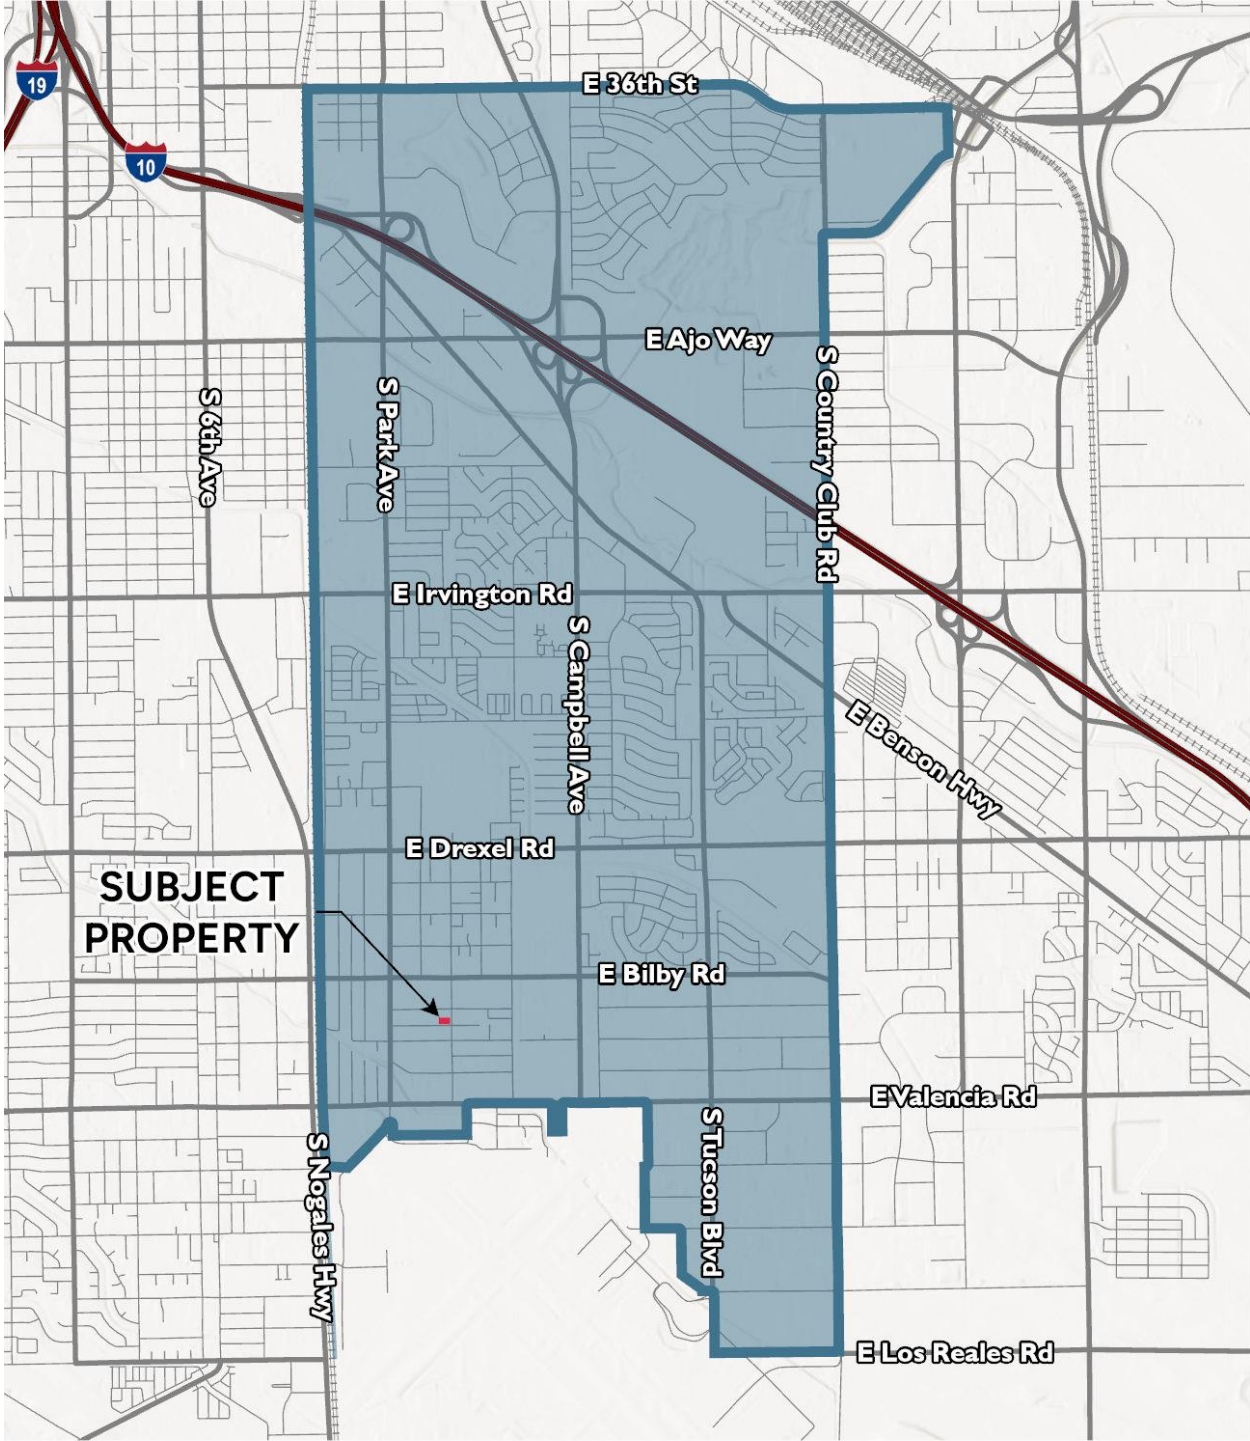 19
E 36th St
10
E Ajo Way
S Country Club Rd
S Park Ave
S 6th Ave
E Irvington Rd
S Campbell Ave
E Benson Hwy
E Drexel Rd
SUBJECT
PROPERTY
E Bilby Rd
E Valencia Rd
S Tucson Blvd
S Nogales Hwy
E Los Reales Rd